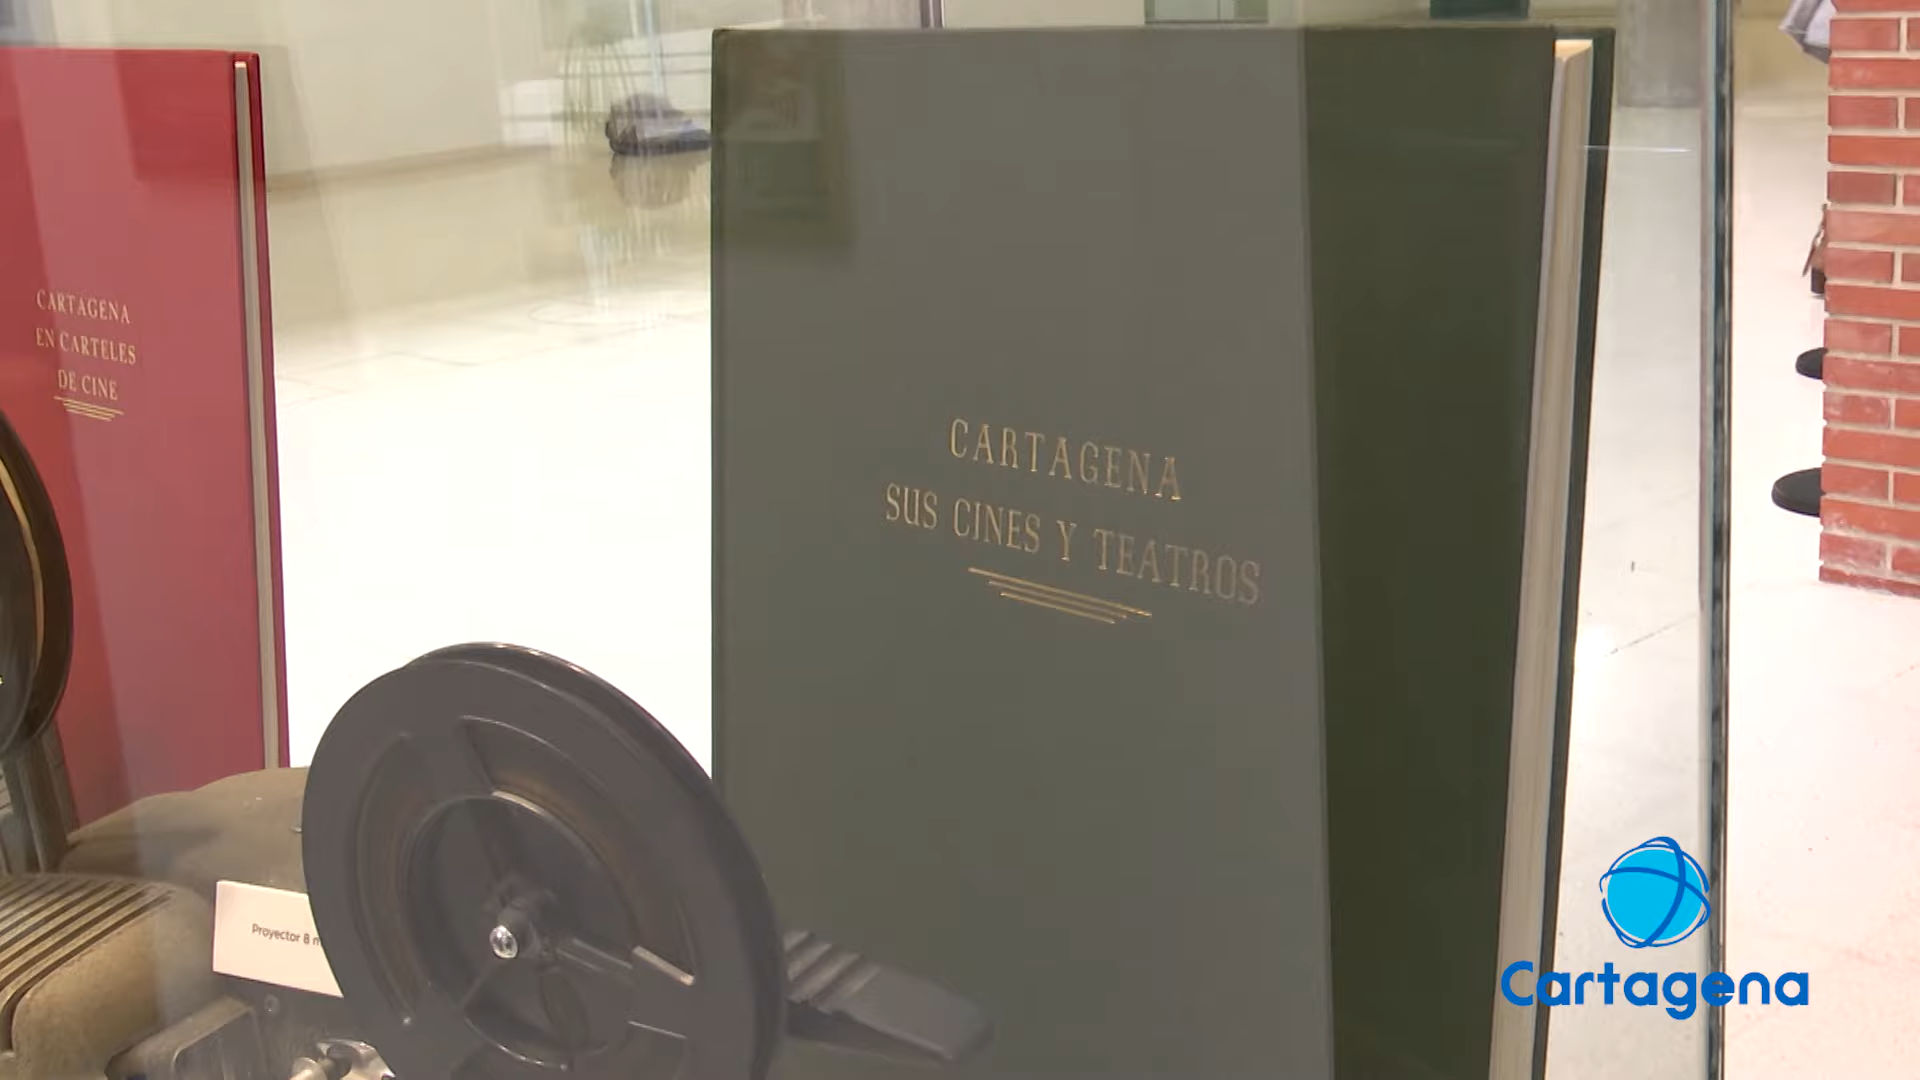 CARTAGENA
EN CARTELES
DE CINE
CARTAGENA
SUS CINES Y TEATROS
Proyector 8
Cartagena